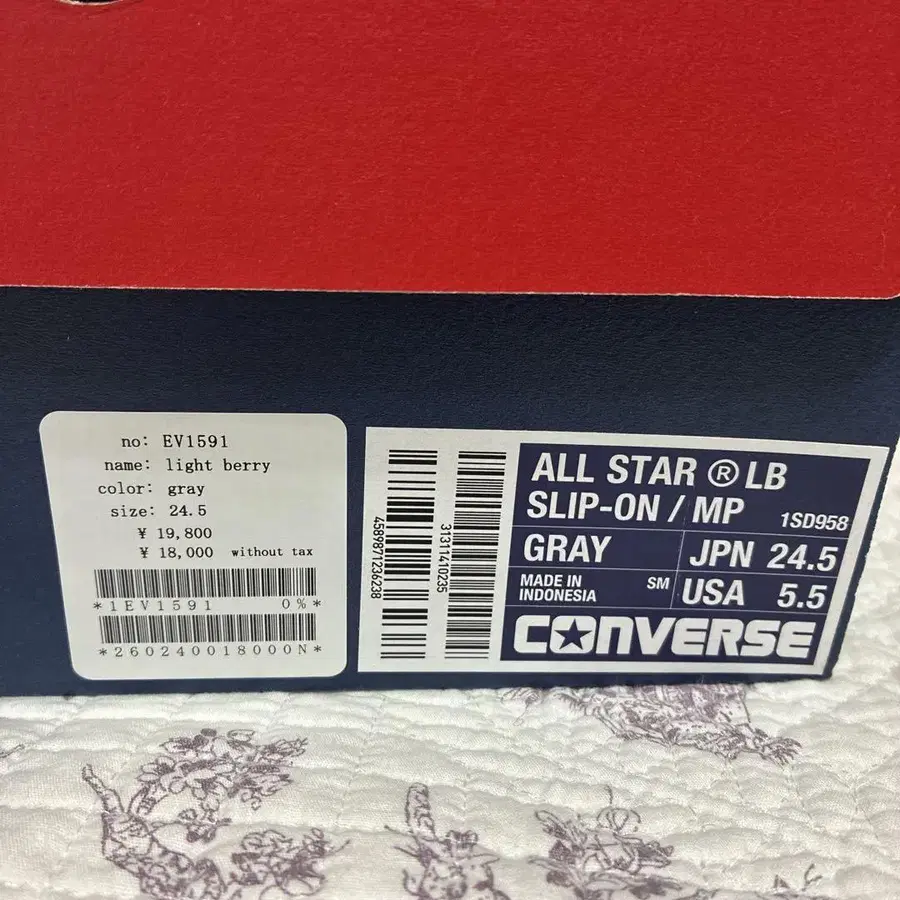 no: EV1591
name: light berry
color: gray
size: 24.5
¥ 19,800
¥ 18,000 without tax
*1EV1591 0%*
*260240018000N*
4589871236238
31311410235
ALL STAR ® LB
SLIP-ON / MP 1SD958
GRAY JPN 24.5
MADE IN INDONESIA SM USA 5.5
CONVERSE